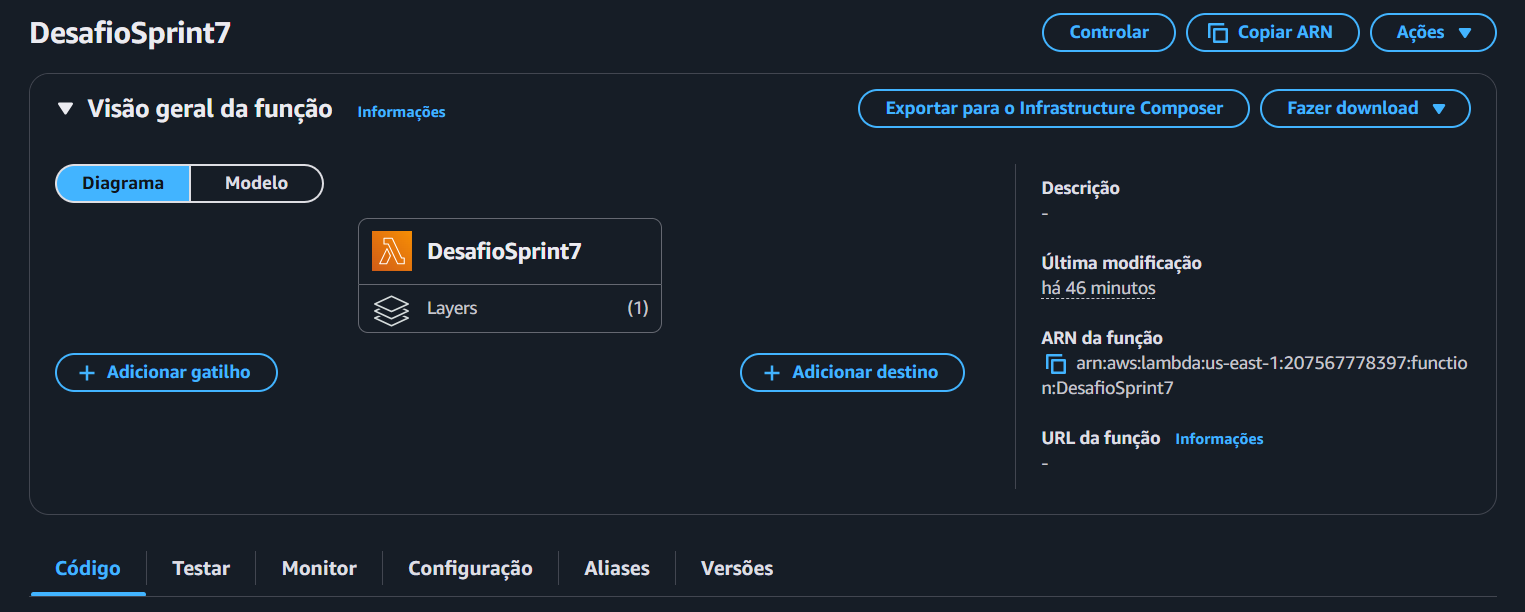 DesafioSprint7
Controlar
Copiar ARN
Ações
Visão geral da função
Informações
Exportar para o Infrastructure Composer
Fazer download
Diagrama
Modelo
DesafioSprint7
Layers
(1)
Adicionar gatilho
Adicionar destino
Descrição
-
Última modificação
há 46 minutos
ARN da função
arn:aws:lambda:us-east-1:207567778397:functio
n:DesafioSprint7
URL da função
Informações
-
Código
Testar
Monitor
Configuração
Aliases
Versões